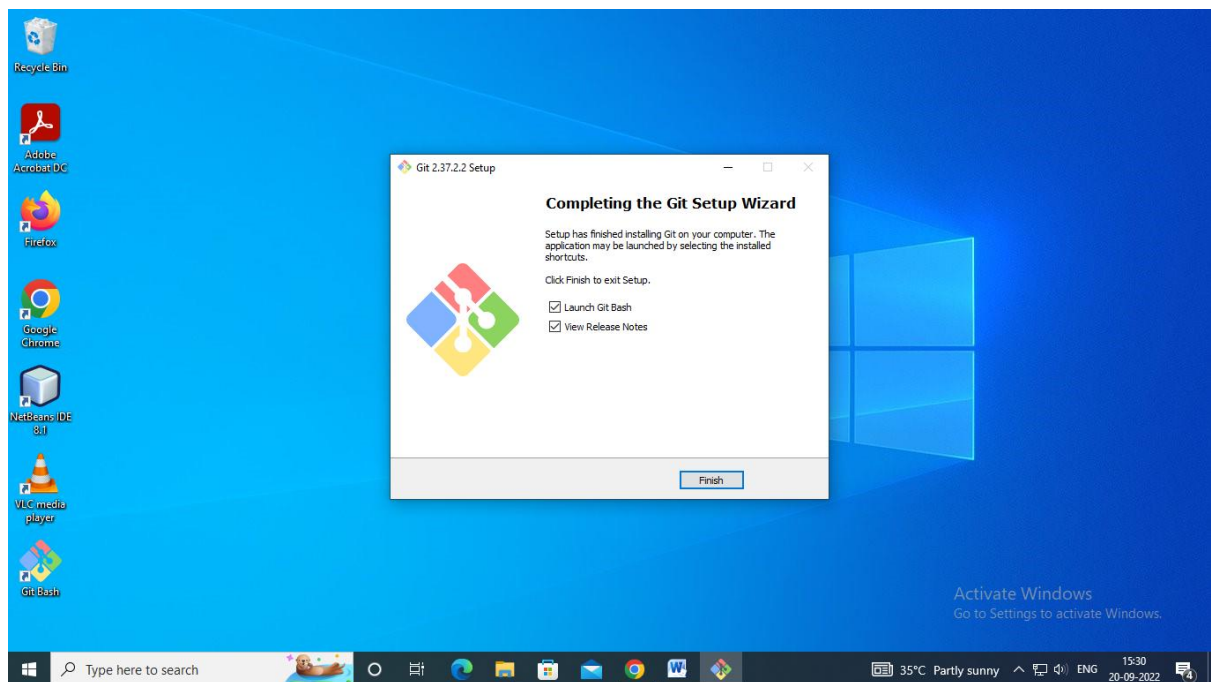 Recycle Bin
Adobe
Acrobat DC
Firefox
Google
Chrome
NetBeans IDE
8.1
VLC media
player
Git Bash
Git 2.37.2.2 Setup
Completing the Git Setup Wizard
Setup has finished installing Git on your computer. The
application may be launched by selecting the installed
shortcuts.
Click Finish to exit Setup.
Launch Git Bash
View Release Notes
Finish
Activate Windows
Go to Settings to activate Windows.
Type here to search
35°C Partly sunny
ENG
15:30
20-09-2022
4